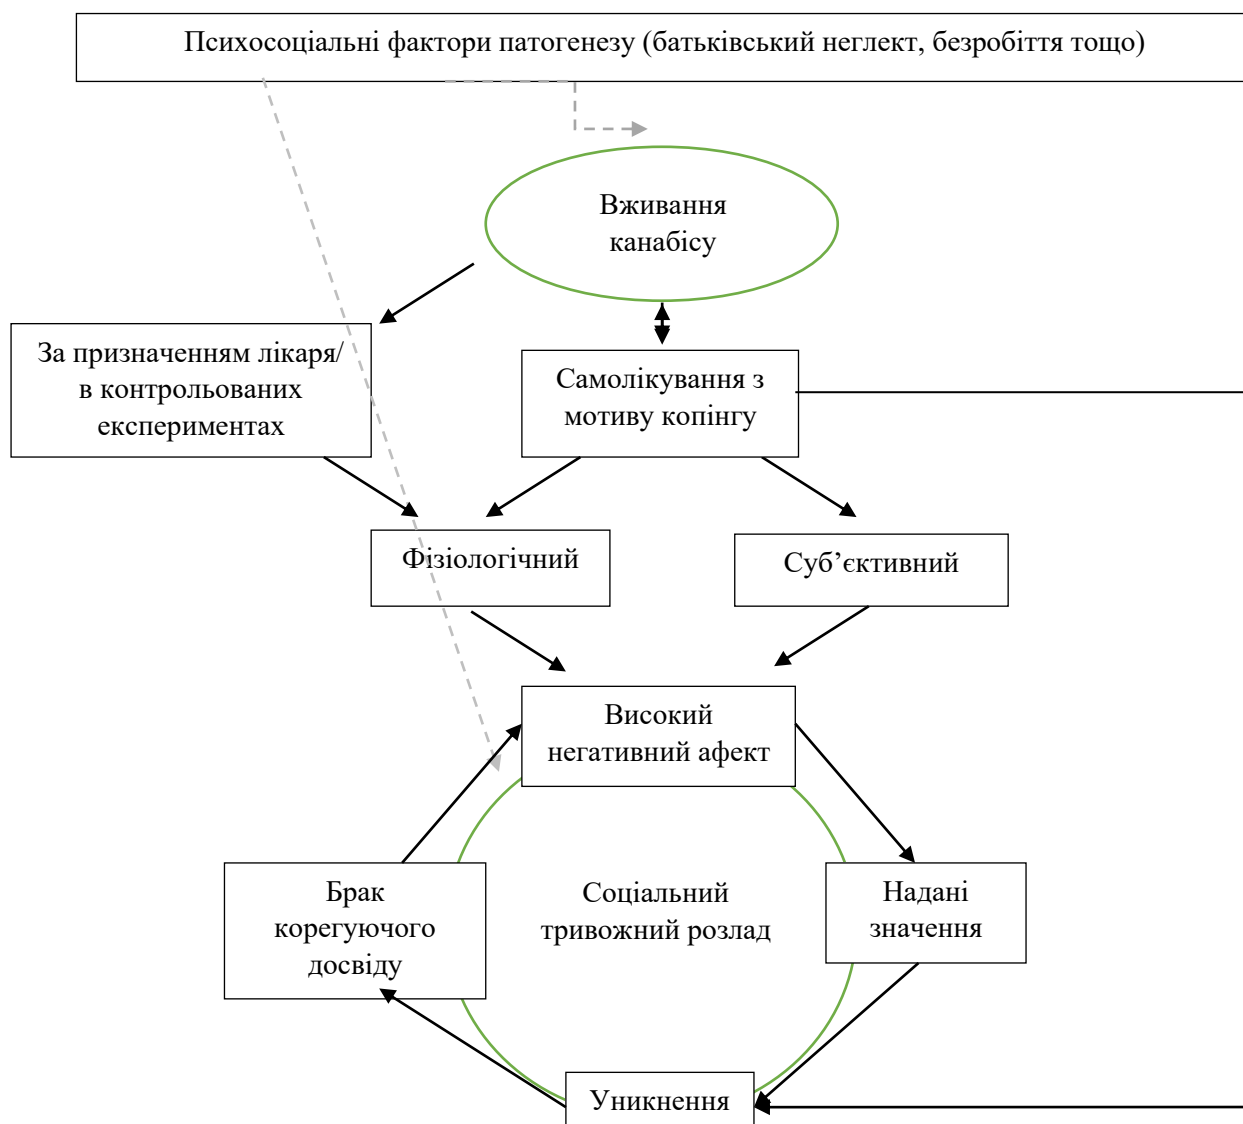 Психосоціальні фактори патогенезу (батьківський неглект, безробіття тощо)
Вживання
канабісу
За призначенням лікаря/
в контрольованих
експериментах
Самолікування з
мотиву копінгу
Фізіологічний
Суб’єктивний
Високий
негативний афект
Брак
корегуючого
досвіду
Соціальний
тривожний розлад
Надані
значення
Уникнення